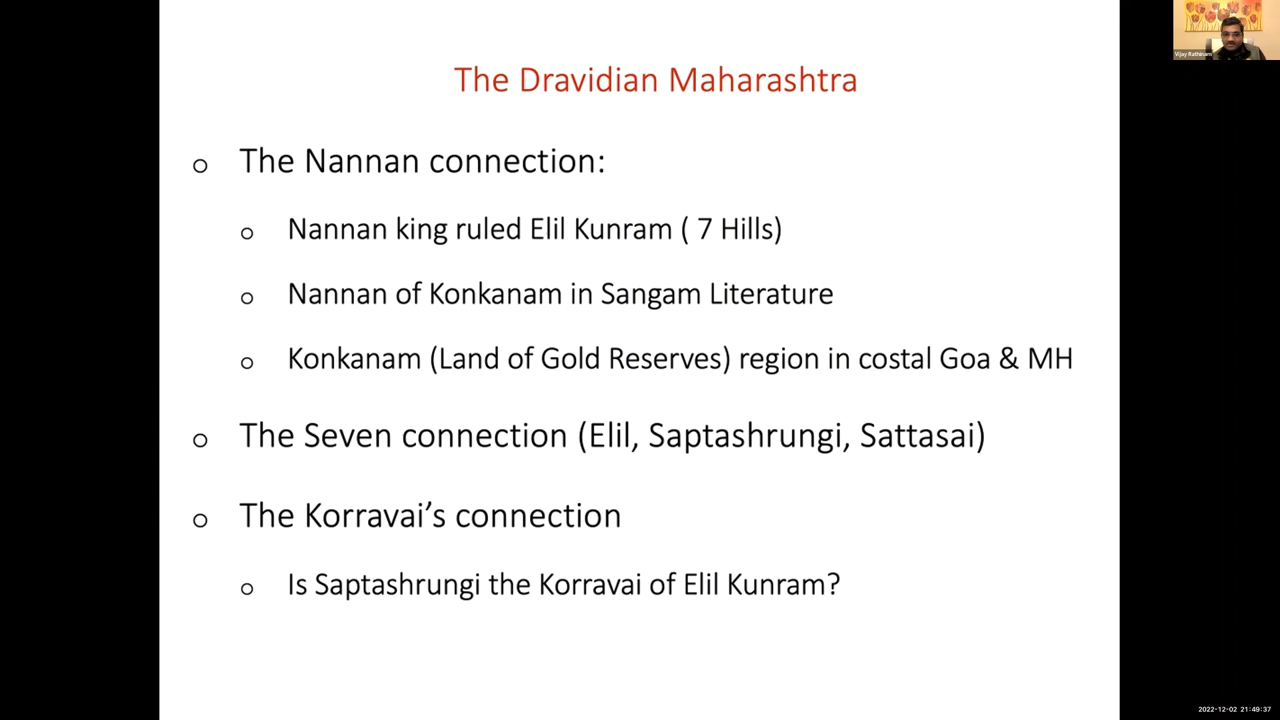 Vijay Rathinam
The Dravidian Maharashtra
o The Nannan connection:
o Nannan king ruled Elil Kunram ( 7 Hills)
o Nannan of Konkanam in Sangam Literature
o Konkanam (Land of Gold Reserves) region in costal Goa & MH
o The Seven connection (Elil, Saptashrungi, Sattasai)
o The Korravai’s connection
o Is Saptashrungi the Korravai of Elil Kunram?
2022-12-02 21:49:37